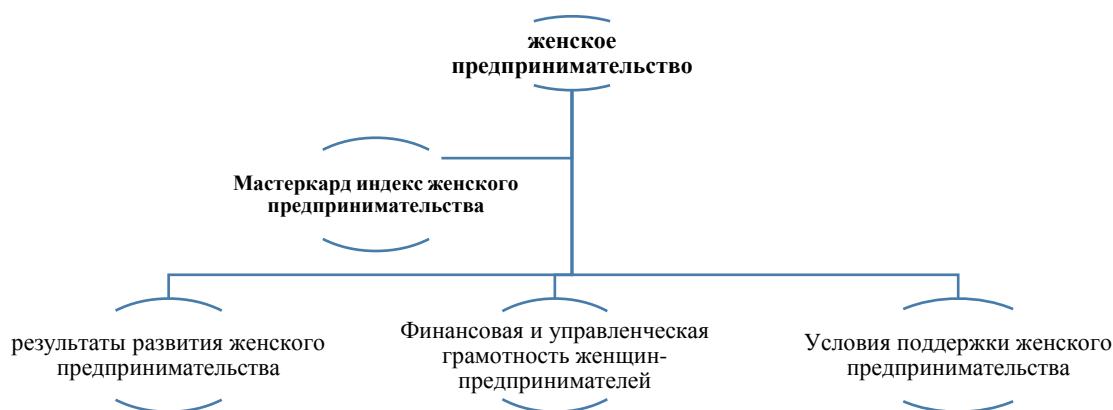 женское
предпринимательство
Мастеркард индекс женского
предпринимательства
результаты развития женского
предпринимательства
Финансовая и управленческая
грамотность женщин-
предпринимателей
Условия поддержки женского
предпринимательства